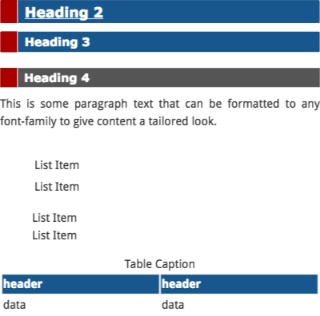 Heading 2
Heading 3
Heading 4
This is some paragraph text that can be formatted to any
font-family to give content a tailored look.
List Item
List Item
List Item
List Item
Table Caption
header header
data data